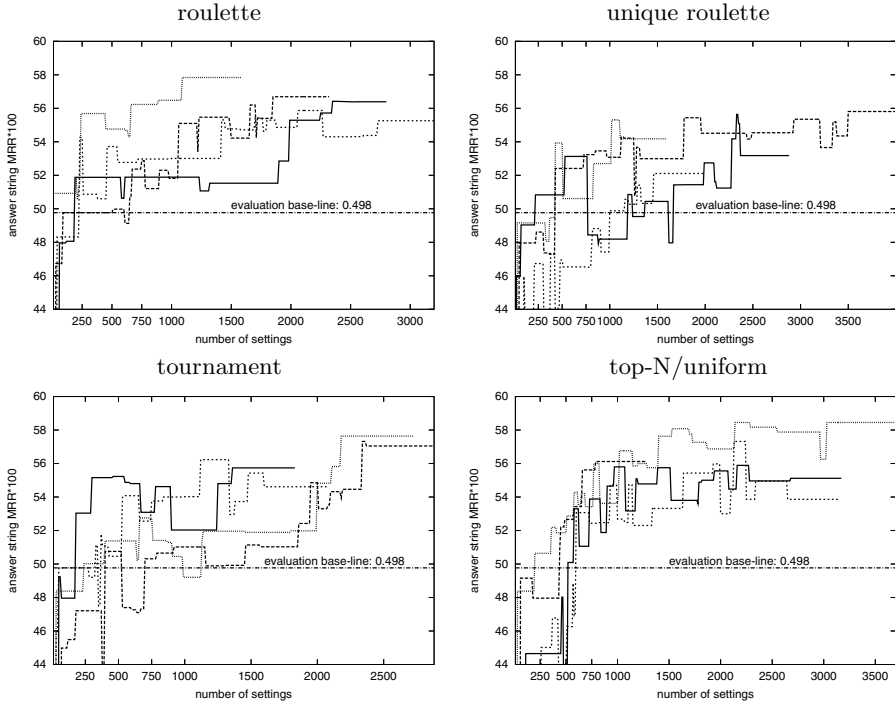 roulette
60
58
56
54
52
50
48
46
44
answer string MRR*100
evaluation base-line: 0.498
250 500 750 1000 1500 2000 2500 3000
number of settings
unique roulette
60
58
56
54
52
50
48
46
44
answer string MRR*100
evaluation base-line: 0.498
250 500 750 1000 1500 2000 2500 3000 3500
number of settings
tournament
60
58
56
54
52
50
48
46
44
answer string MRR*100
evaluation base-line: 0.498
250 500 750 1000 1500 2000 2500
number of settings
top-N/uniform
60
58
56
54
52
50
48
46
44
answer string MRR*100
evaluation base-line: 0.498
250 500 750 1000 1500 2000 2500 3000 3500
number of settings